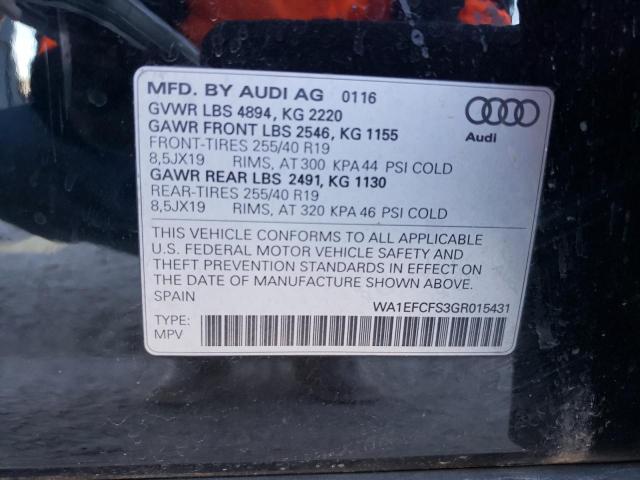 MFD. BY AUDI AG 0116
GVWR LBS 4894, KG 2220
GAWR FRONT LBS 2546, KG 1155
FRONT-TIRES 255/40 R19
8,5JX19 RIMS, AT 300 KPA 44 PSI COLD
GAWR REAR LBS 2491, KG 1130
REAR-TIRES 255/40 R19
8,5JX19 RIMS, AT 320 KPA 46 PSI COLD
Audi
THIS VEHICLE CONFORMS TO ALL APPLICABLE
U.S. FEDERAL MOTOR VEHICLE SAFETY AND
THEFT PREVENTION STANDARDS IN EFFECT ON
THE DATE OF MANUFACTURE SHOWN ABOVE.
SPAIN
WA1EFCFS3GR015431
TYPE:
MPV